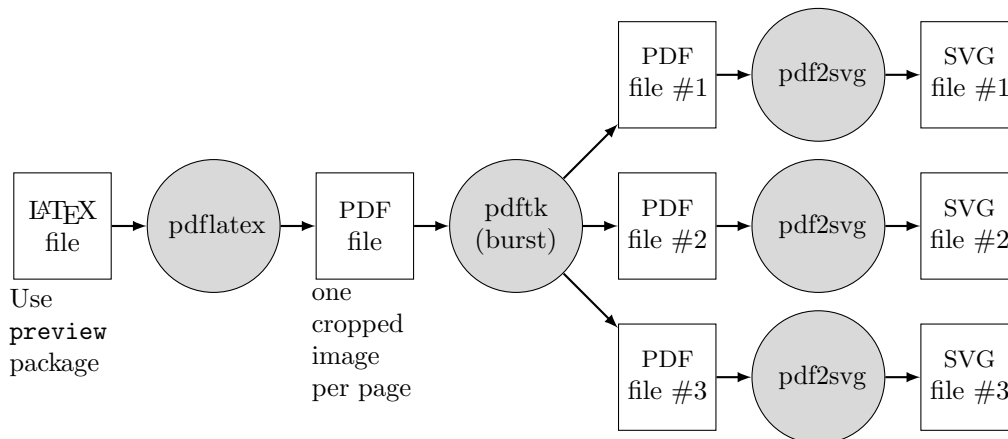 LATEX
file
Use
preview
package
pdflatex
PDF
file
one
cropped
image
per page
pdftk
(burst)
PDF
file #1
pdf2svg
SVG
file #1
PDF
file #2
pdf2svg
SVG
file #2
PDF
file #3
pdf2svg
SVG
file #3